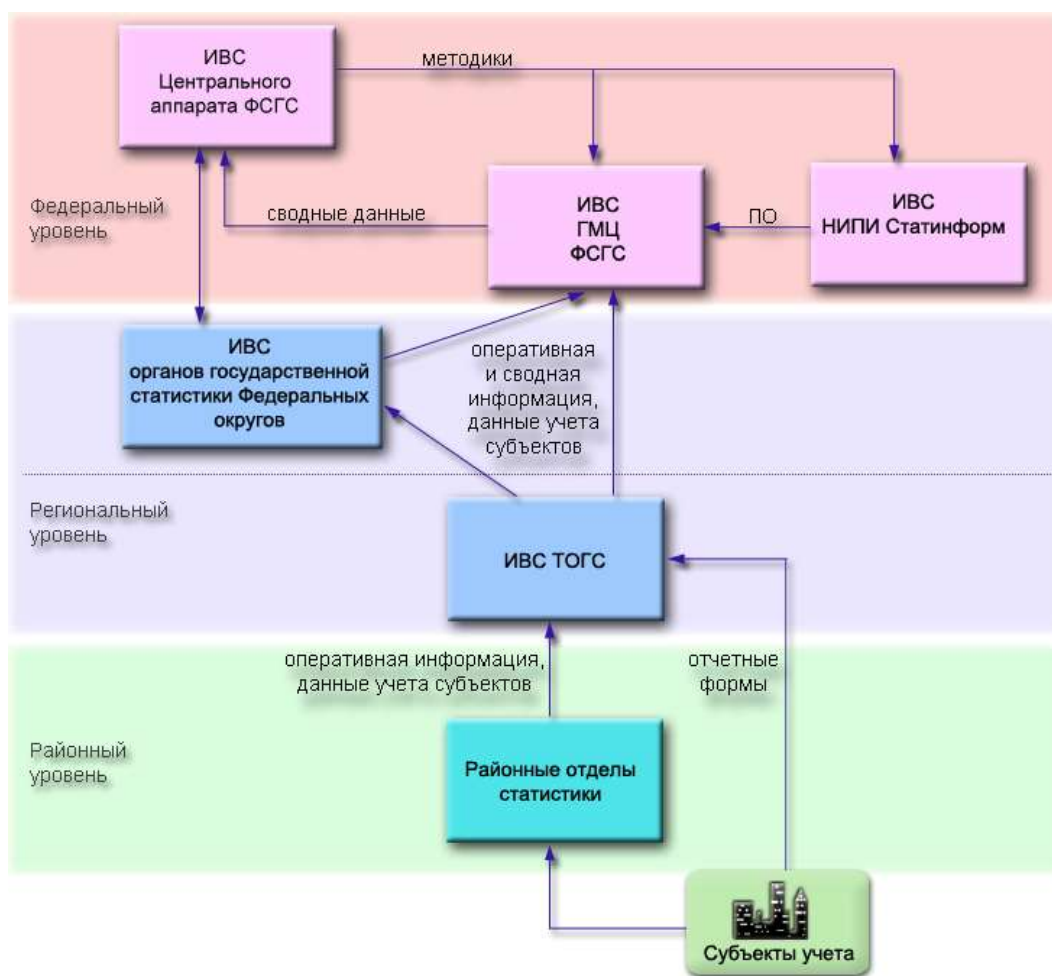 ИВС
Центрального
аппарата ФСГС
методики
Федеральный
уровень
сводные данные
ИВС
ГМЦ
ФСГС
ПО
ИВС
НИПИ Статинформ
ИВС
органов государственной
статистики Федеральных
округов
оперативная
и сводная
информация,
данные учета
субъектов
Региональный
уровень
ИВС ТОГС
оперативная информация,
данные учета субъектов
отчетные
формы
Районный
уровень
Районные отделы
статистики
Субъекты учета